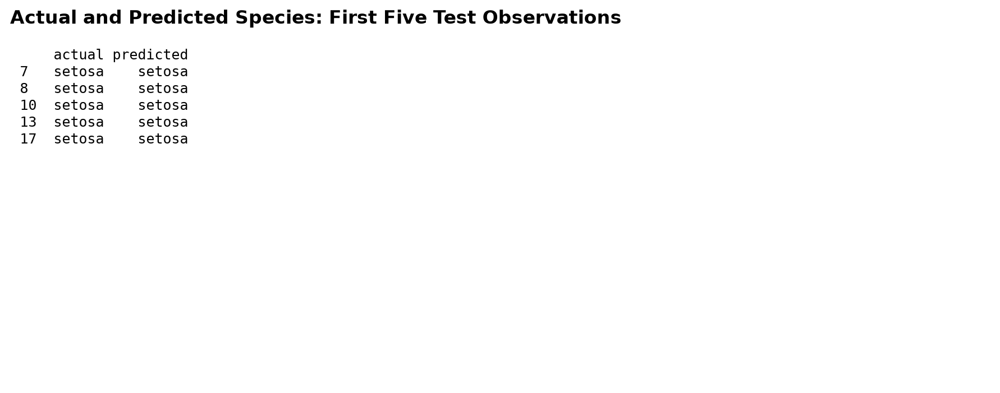 Actual and Predicted Species: First Five Test Observations
actual predicted
7 setosa setosa
8 setosa setosa
10 setosa setosa
13 setosa setosa
17 setosa setosa